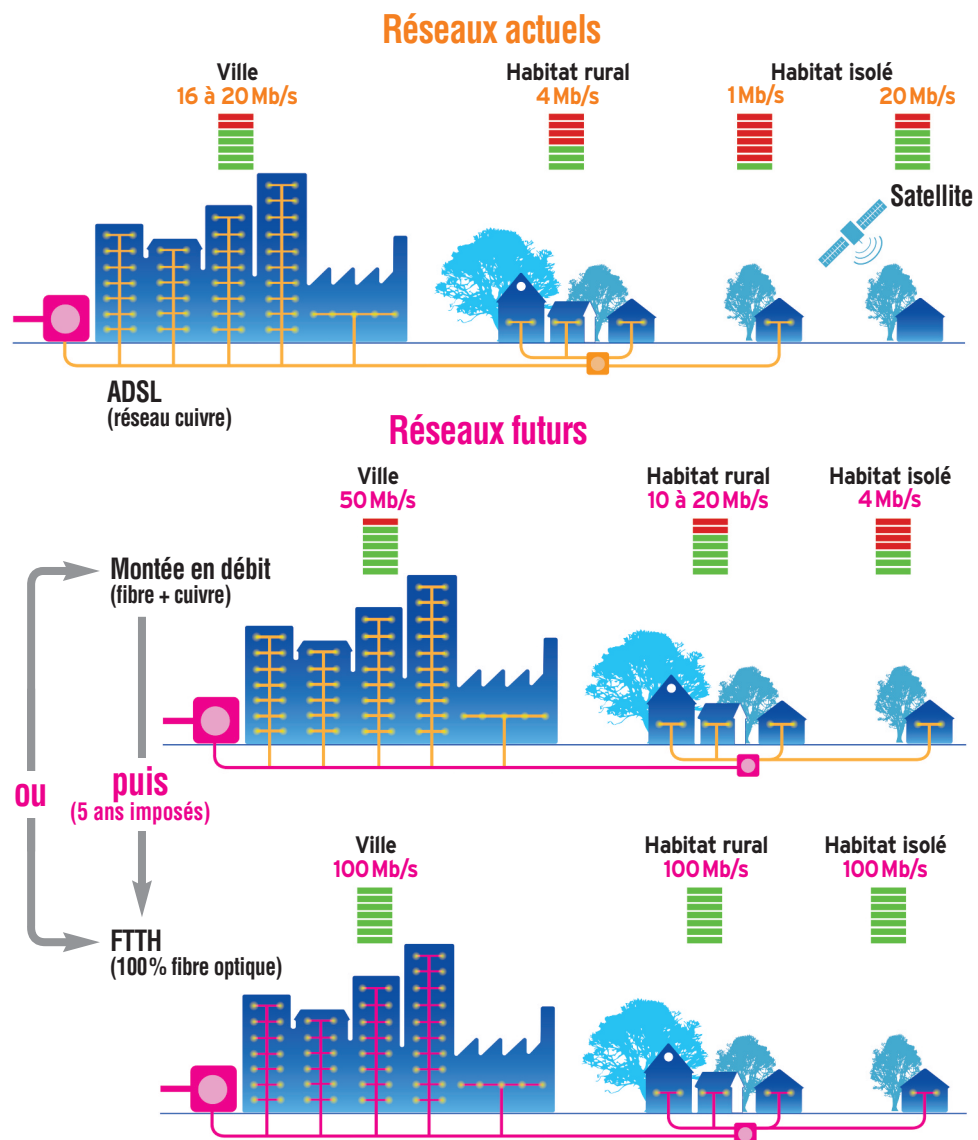 Réseaux actuels
Ville
16 à 20 Mb/s
Habitat rural
4 Mb/s
Habitat isolé
1 Mb/s
20 Mb/s
Satellite
ADSL
(réseau cuivre)
Réseaux futurs
Ville
50 Mb/s
Habitat rural
10 à 20 Mb/s
Habitat isolé
4 Mb/s
Montée en débit
(fibre + cuivre)
ou
puis
(5 ans imposés)
Ville
100 Mb/s
Habitat rural
100 Mb/s
Habitat isolé
100 Mb/s
FTTH
(100 % fibre optique)